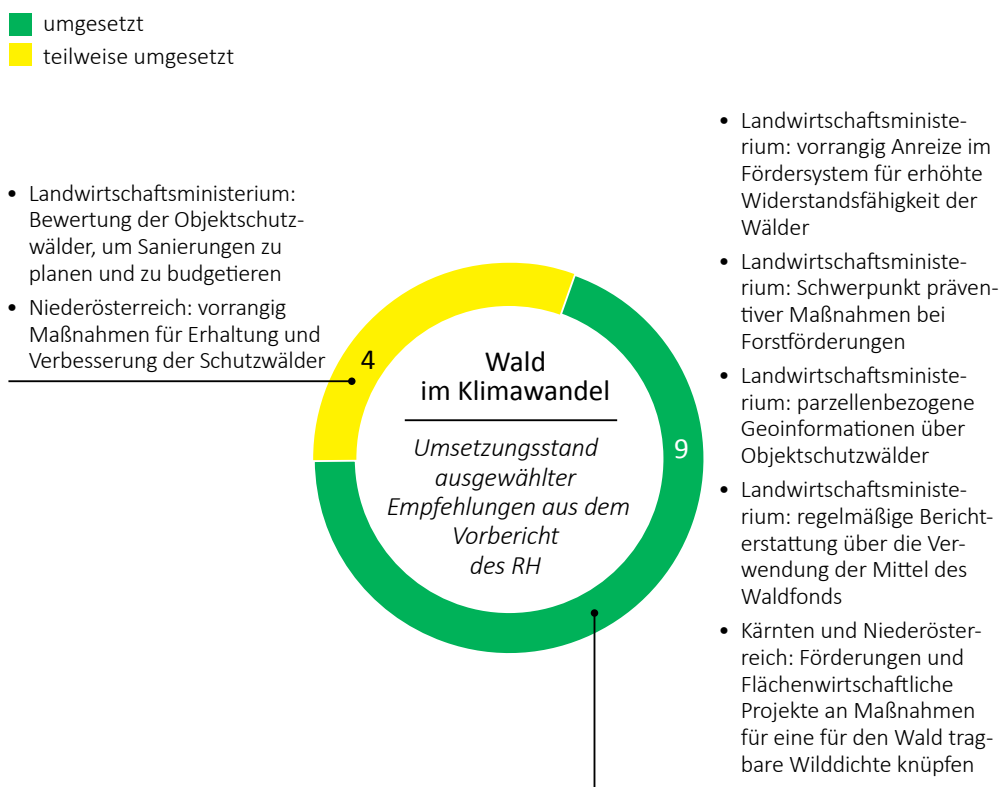 umgesetzt
teilweise umgesetzt
• Landwirtschaftsministerium:
Bewertung der Objektschutz-
wälder, um Sanierungen zu
planen und zu budgetieren
• Niederösterreich: vorrangig
Maßnahmen für Erhaltung und
Verbesserung der Schutzwälder
4
Wald
im Klimawandel
Umsetzungsstand
ausgewählter
Empfehlungen aus dem
Vorbericht
des RH
9
• Landwirtschaftsministe-
rium: vorrangig Anreize im
Fördersystem für erhöhte
Widerstandsfähigkeit der
Wälder
• Landwirtschaftsministe-
rium: Schwerpunkt präven-
tiver Maßnahmen bei
Forstförderungen
• Landwirtschaftsministe-
rium: parzellenbezogene
Geoinformationen über
Objektschutzwälder
• Landwirtschaftsministe-
rium: regelmäßige Bericht-
erstattung über die Ver-
wendung der Mittel des
Waldfonds
• Kärnten und Niederöster-
reich: Förderungen und
Flächenwirtschaftliche
Projekte an Maßnahmen
für eine für den Wald trag-
bare Wilddichte knüpfen